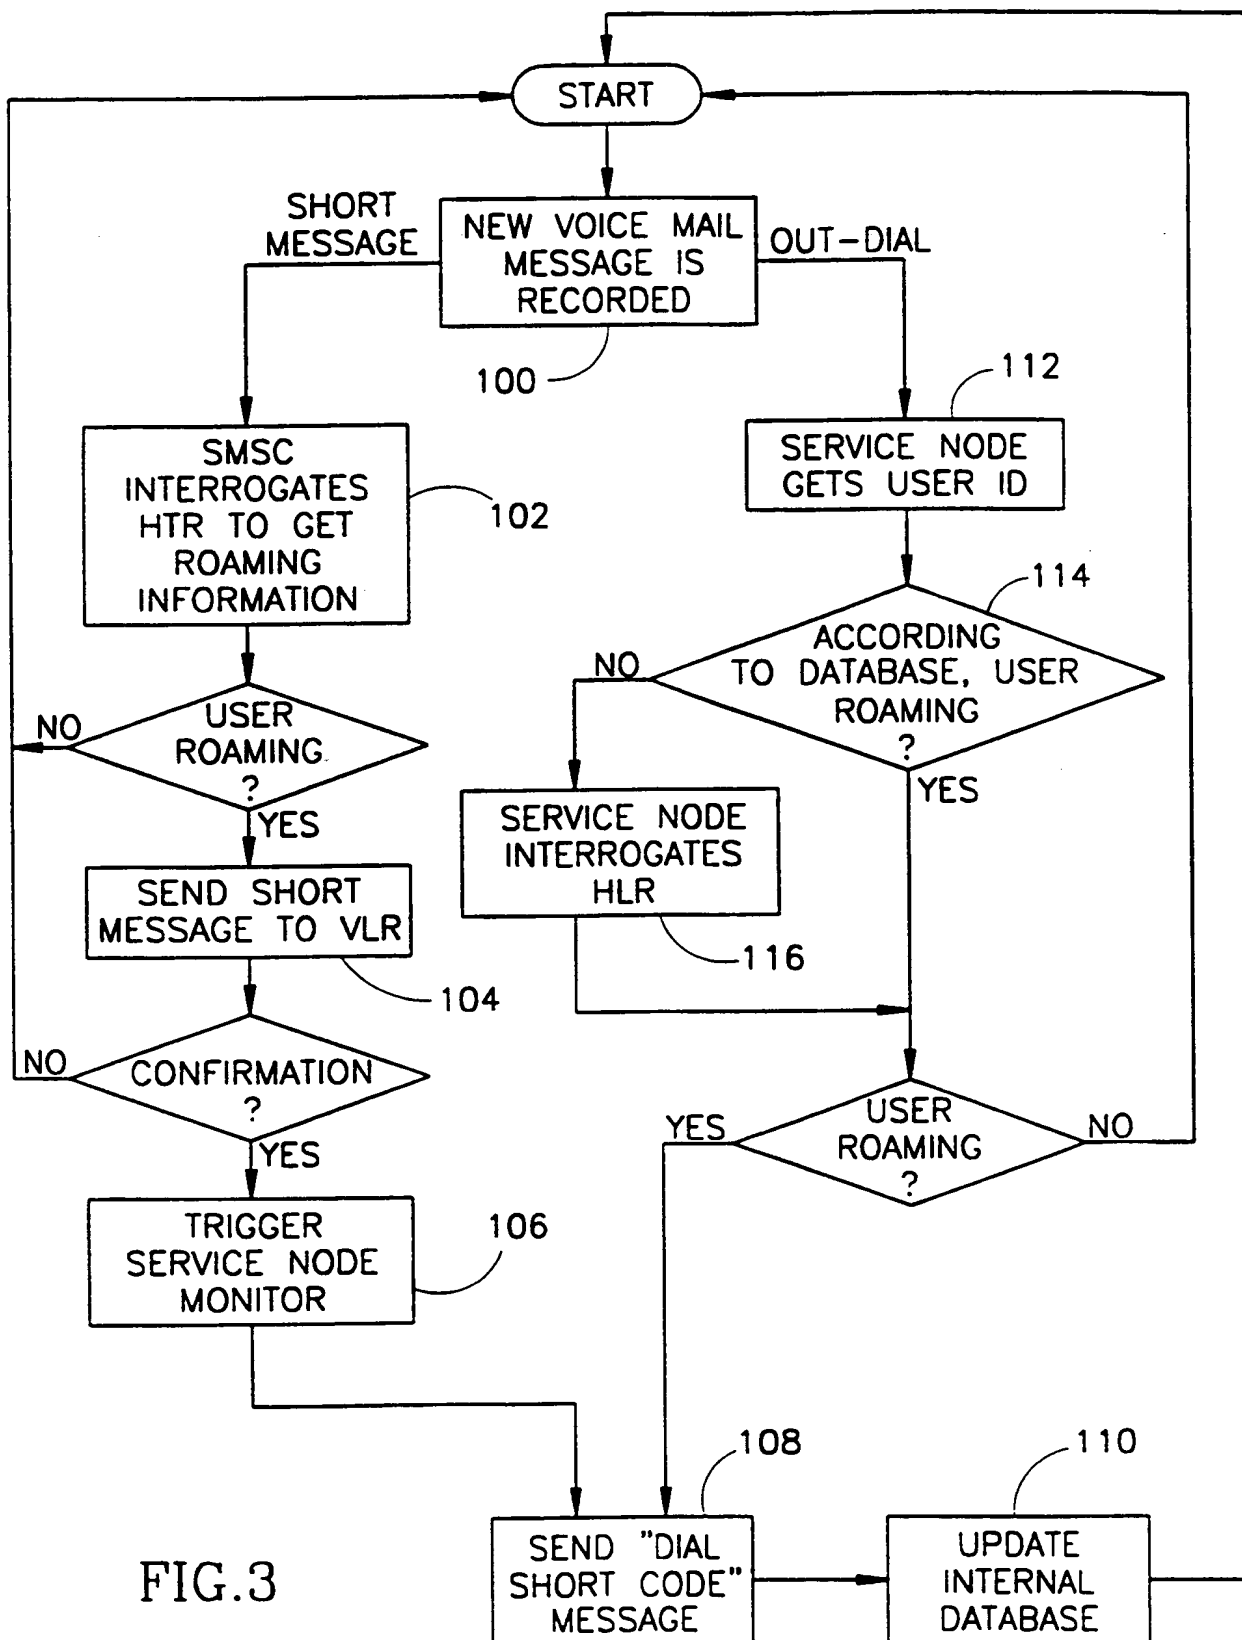 START
SHORT
MESSAGE
NEW VOICE MAIL
MESSAGE IS
RECORDED
OUT-DIAL
100
112
SMSC
INTERROGATES
HTR TO GET
ROAMING
INFORMATION
102
SERVICE NODE
GETS USER ID
114
ACCORDING
TO DATABASE, USER
ROAMING
?
NO
YES
USER
ROAMING
?
NO
YES
SERVICE NODE
INTERROGATES
HLR
116
SEND SHORT
MESSAGE TO VLR
104
CONFIRMATION
?
NO
YES
USER
ROAMING
?
YES
NO
TRIGGER
SERVICE NODE
MONITOR
106
108
110
SEND "DIAL
SHORT CODE"
MESSAGE
UPDATE
INTERNAL
DATABASE
FIG.3